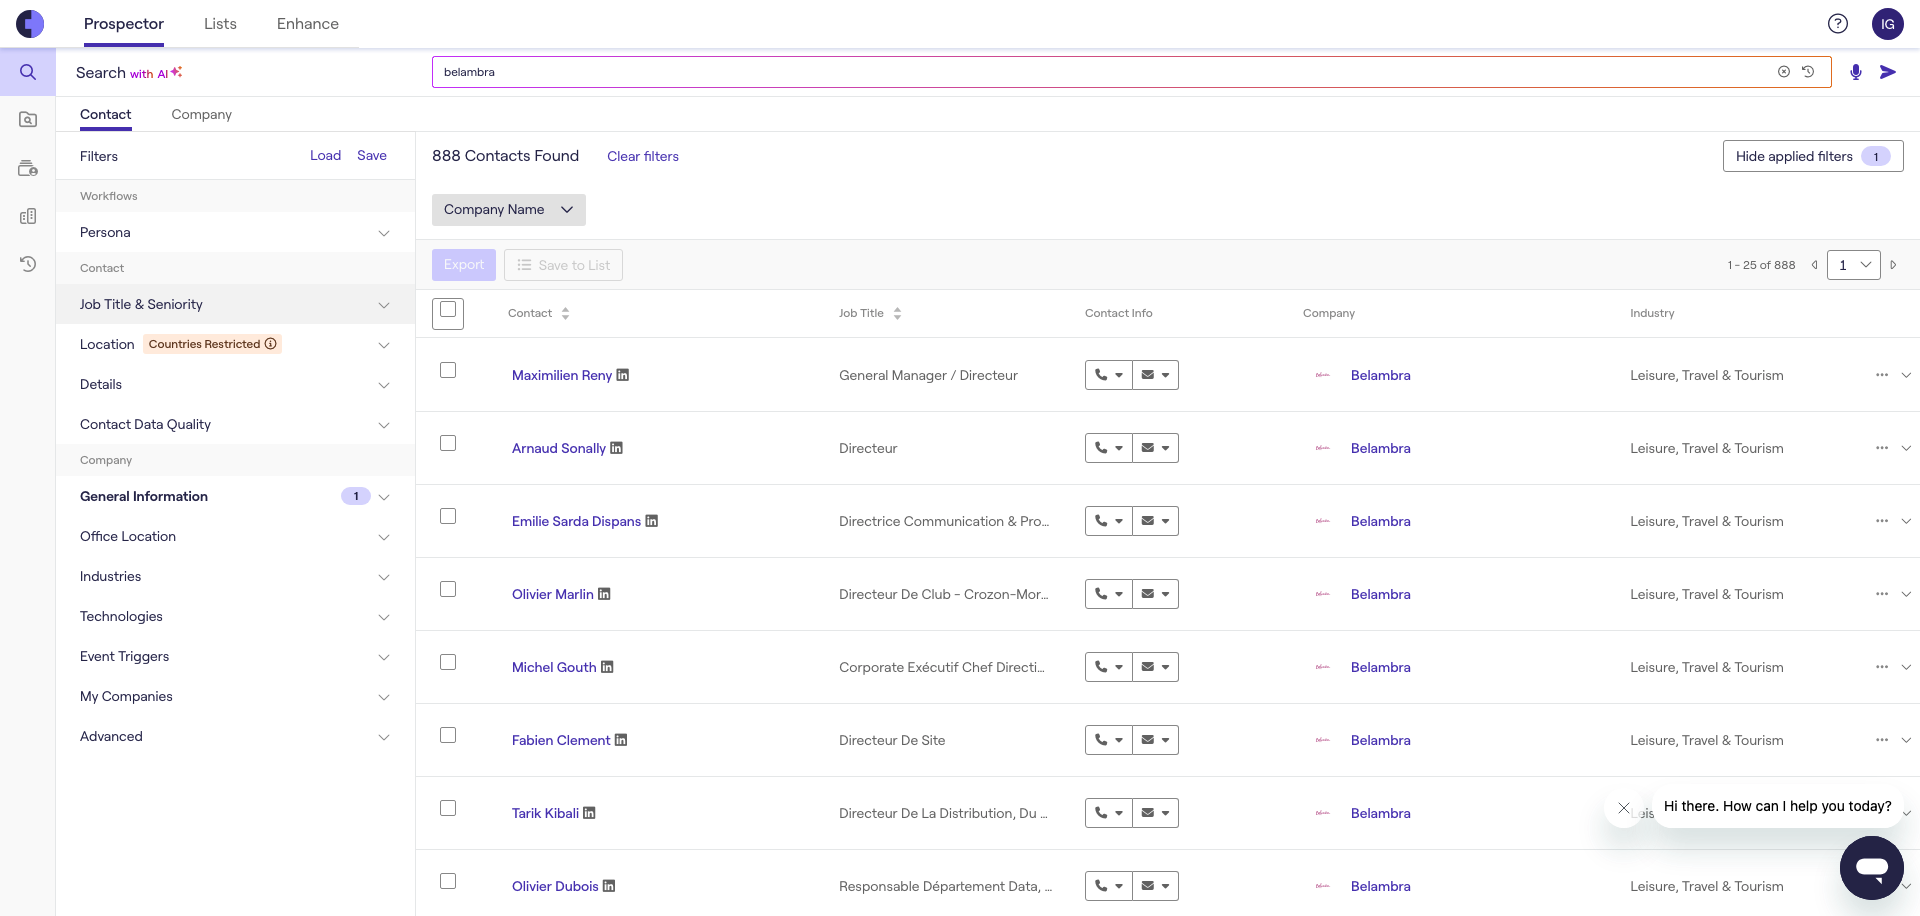 Prospector
Lists
Enhance
IG
Search with AI
belambra
Contact
Company
Filters
Load
Save
888 Contacts Found
Clear filters
Hide applied filters 1
Workflows
Persona
Contact
Job Title & Seniority
Location
Countries Restricted
Details
Contact Data Quality
Company
General Information
1
Office Location
Industries
Technologies
Event Triggers
My Companies
Advanced
Company Name
Export
Save to List
1 - 25 of 888
1
Contact
Job Title
Contact Info
Company
Industry
Maximilien Reny
General Manager / Directeur
Belambra
Leisure, Travel & Tourism
Arnaud Sonally
Directeur
Belambra
Leisure, Travel & Tourism
Emilie Sarda Dispans
Directrice Communication & Pro...
Belambra
Leisure, Travel & Tourism
Olivier Marlin
Directeur De Club - Crozon-Mor...
Belambra
Leisure, Travel & Tourism
Michel Gouth
Corporate Exécutif Chef Directi...
Belambra
Leisure, Travel & Tourism
Fabien Clement
Directeur De Site
Belambra
Leisure, Travel & Tourism
Tarik Kibali
Directeur De La Distribution, Du ...
Belambra
Hi there. How can I help you today?
Olivier Dubois
Responsable Département Data, ...
Belambra
Leisure, Travel & Tourism